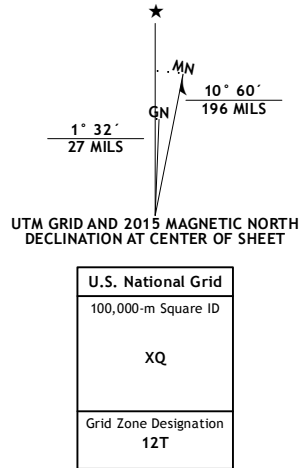 ★
MN
GN
10° 60´
196 MILS
1° 32´
27 MILS
UTM GRID AND 2015 MAGNETIC NORTH
DECLINATION AT CENTER OF SHEET
U.S. National Grid
100,000-m Square ID
XQ
Grid Zone Designation
12T